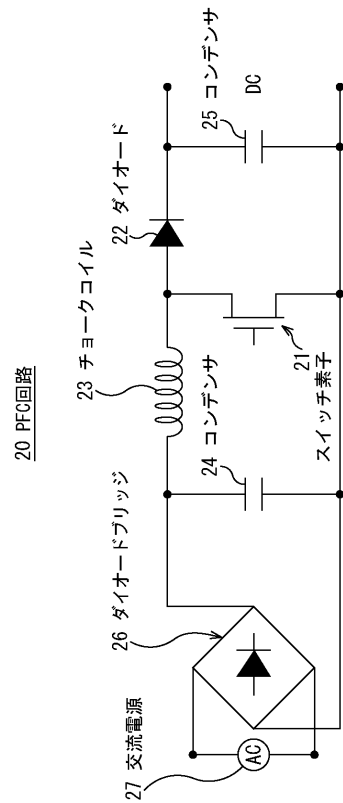 20 PFC回路
27 交流電源
AC
26 ダイオードブリッジ
24 コンデンサ
23 チョークコイル
21
スイッチ素子
22 ダイオード
25 コンデンサ
DC